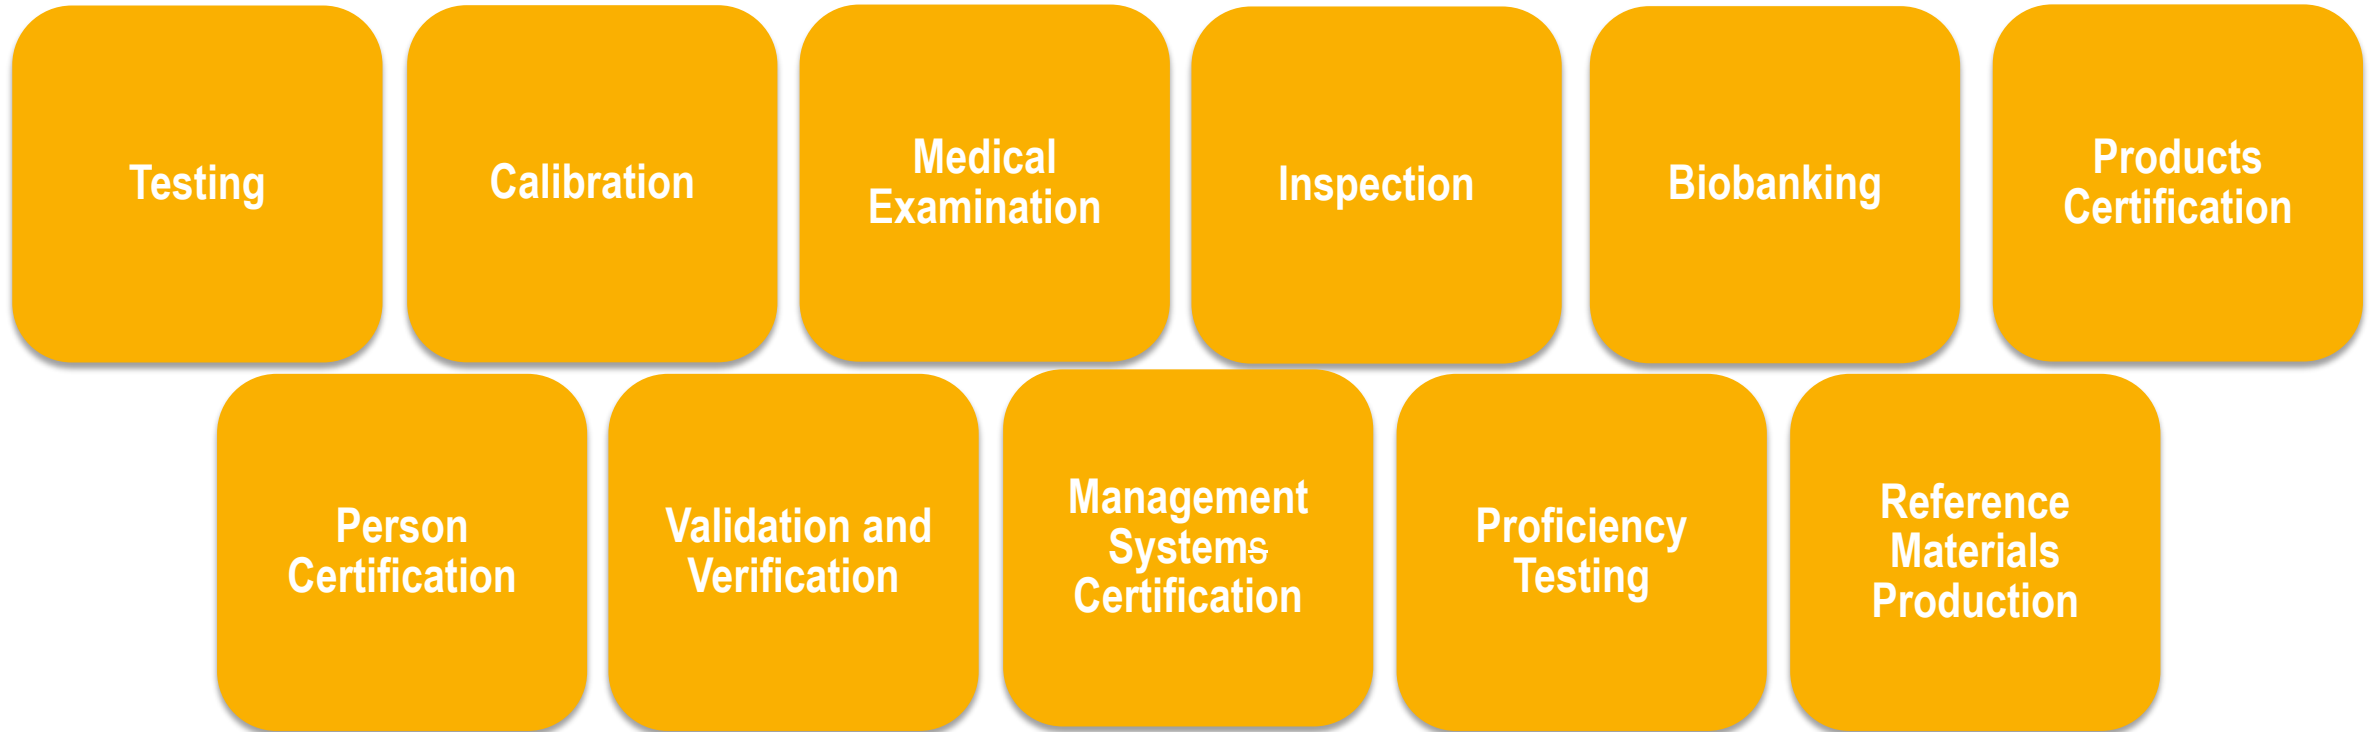 Testing
Calibration
Medical
Examination
Inspection
Biobanking
Products
Certification
Person
Certification
Validation and
Verification
Management
Systems
Certification
Proficiency
Testing
Reference
Materials
Production